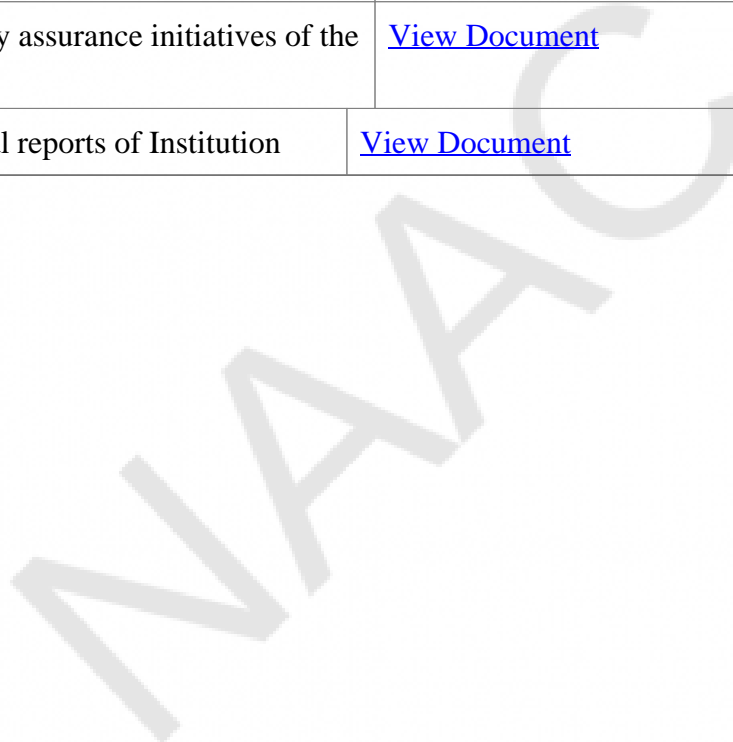 y assurance initiatives of the View Document
l reports of Institution View Document
NAAC